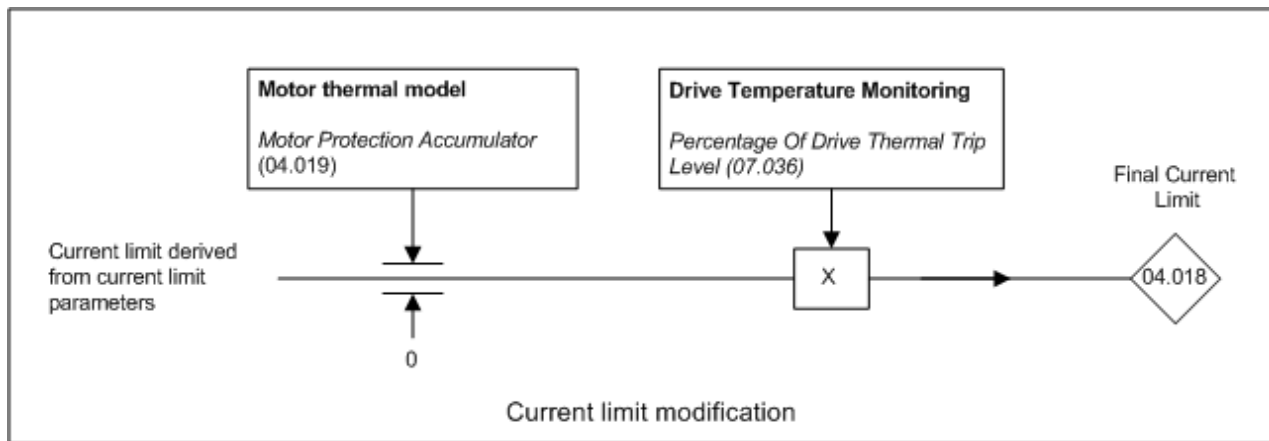 Motor thermal model
Motor Protection Accumulator
(04.019)
Drive Temperature Monitoring
Percentage Of Drive Thermal Trip
Level (07.036)
Final Current
Limit
Current limit derived
from current limit
parameters
X
04.018
0
Current limit modification